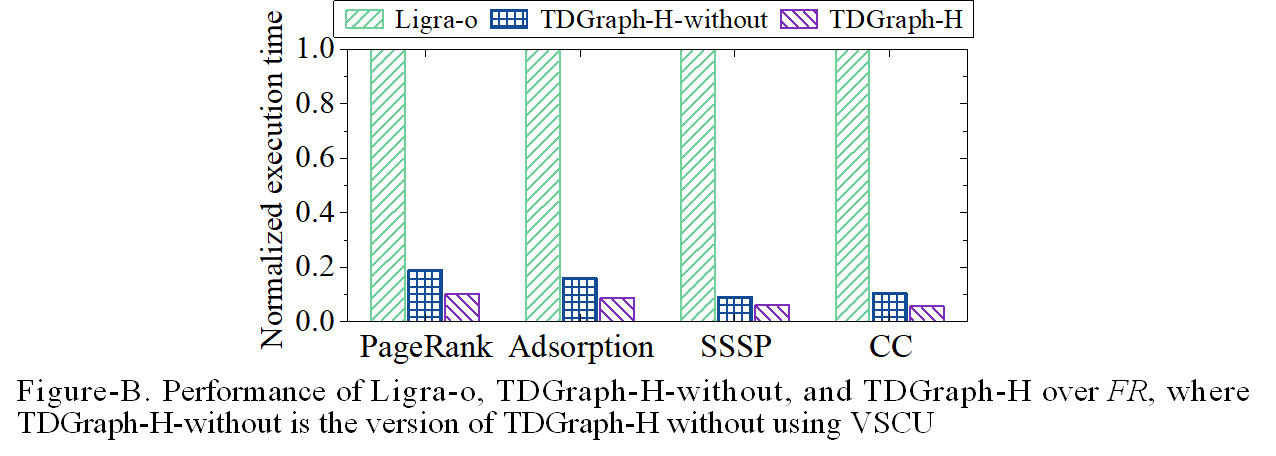 Ligra-o TDGraph-H-without TDGraph-H
Normalized execution time
1.0
0.8
0.6
0.4
0.2
0.0
PageRank Adsorption SSSP CC
Figure-B. Performance of Ligra-o, TDGraph-H-without, and TDGraph-H over FR, where
TDGraph-H-without is the version of TDGraph-H without using VSCU